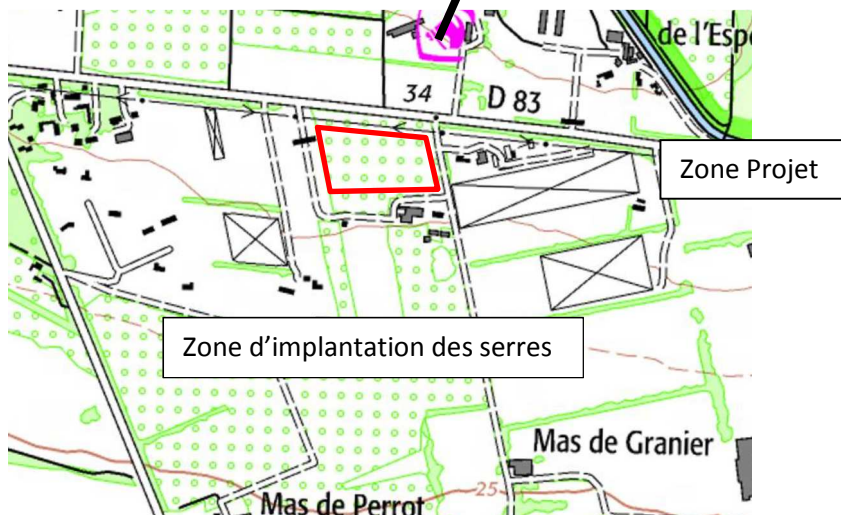 de l'Esp
34
D 83
Zone Projet
Zone d'implantation des serres
Mas de Granier
25
Mas de Perrot